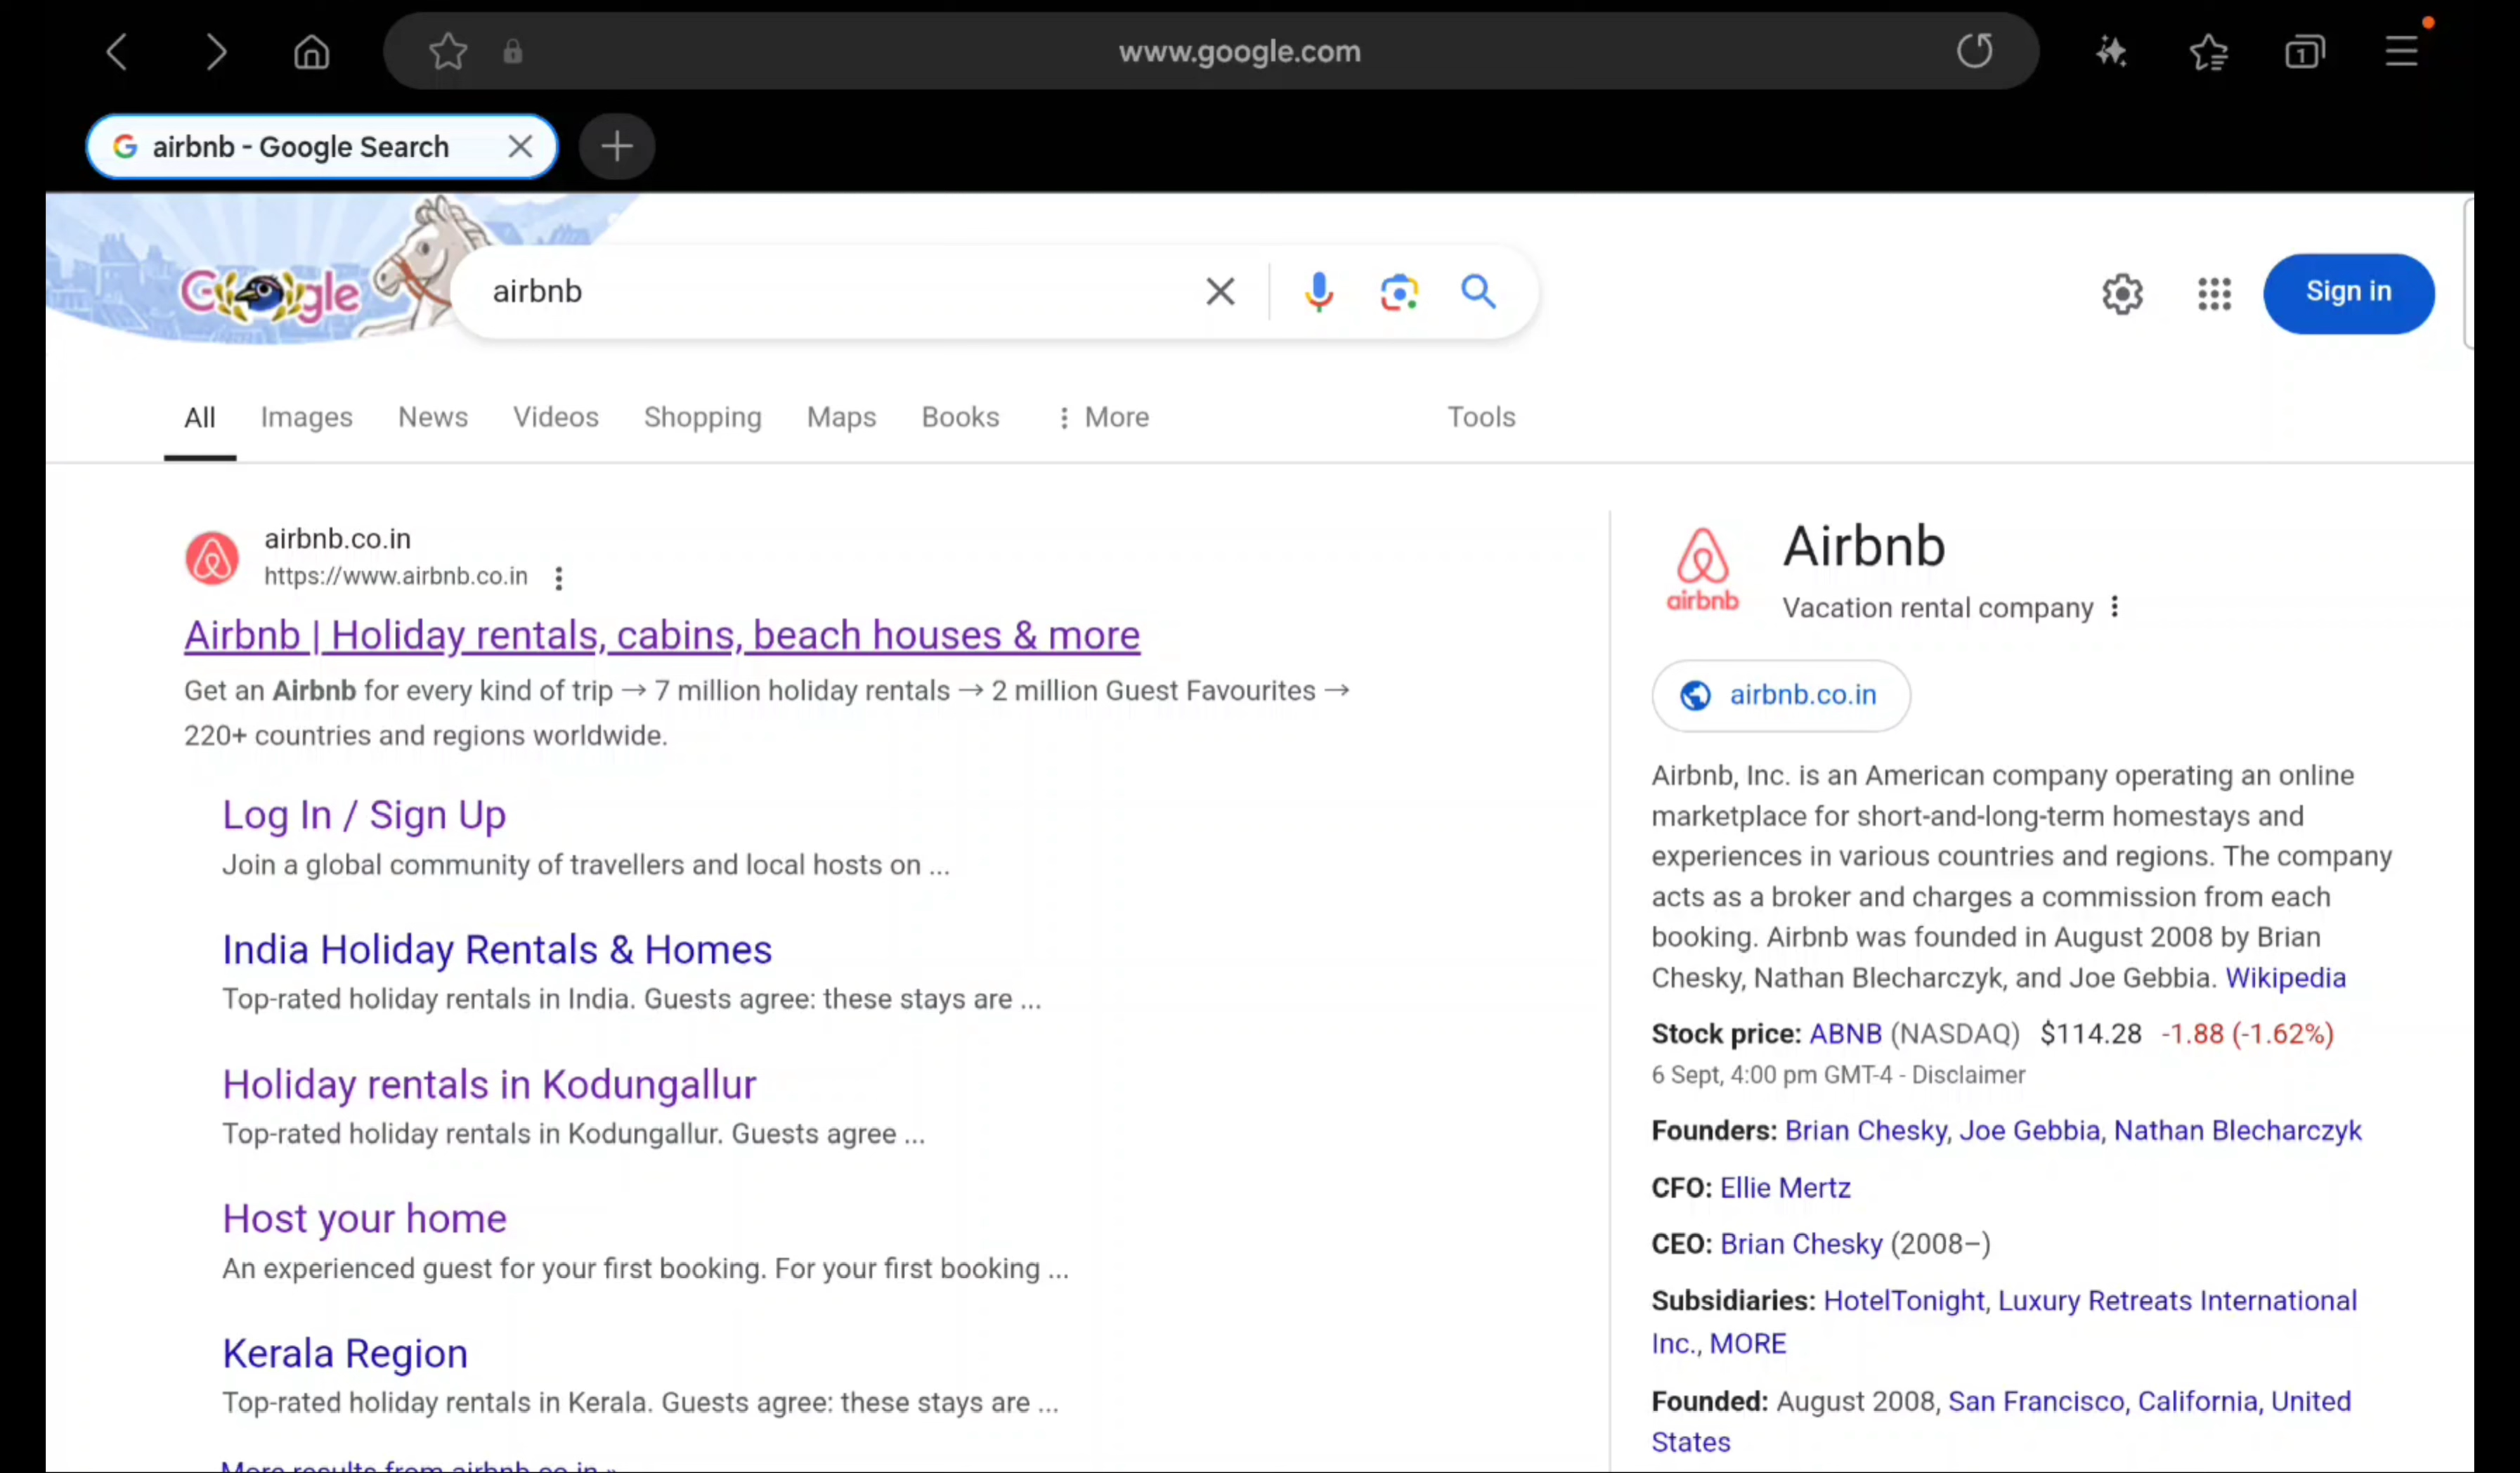 www.google.com
1
airbnb - Google Search
Google
airbnb
Sign in
All Images News Videos Shopping Maps Books More Tools
airbnb.co.in
https://www.airbnb.co.in
Airbnb | Holiday rentals, cabins, beach houses & more
Get an Airbnb for every kind of trip → 7 million holiday rentals → 2 million Guest Favourites →
220+ countries and regions worldwide.
Log In / Sign Up
Join a global community of travellers and local hosts on ...
India Holiday Rentals & Homes
Top-rated holiday rentals in India. Guests agree: these stays are ...
Holiday rentals in Kodungallur
Top-rated holiday rentals in Kodungallur. Guests agree ...
Host your home
An experienced guest for your first booking. For your first booking ...
Kerala Region
Top-rated holiday rentals in Kerala. Guests agree: these stays are ...
More results from airbnb.co.in »
airbnb
Airbnb
Vacation rental company
airbnb.co.in
Airbnb, Inc. is an American company operating an online
marketplace for short-and-long-term homestays and
experiences in various countries and regions. The company
acts as a broker and charges a commission from each
booking. Airbnb was founded in August 2008 by Brian
Chesky, Nathan Blecharczyk, and Joe Gebbia. Wikipedia
Stock price: ABNB (NASDAQ) $114.28 -1.88 (-1.62%)
6 Sept, 4:00 pm GMT-4 - Disclaimer
Founders: Brian Chesky, Joe Gebbia, Nathan Blecharczyk
CFO: Ellie Mertz
CEO: Brian Chesky (2008–)
Subsidiaries: HotelTonight, Luxury Retreats International
Inc., MORE
Founded: August 2008, San Francisco, California, United
States